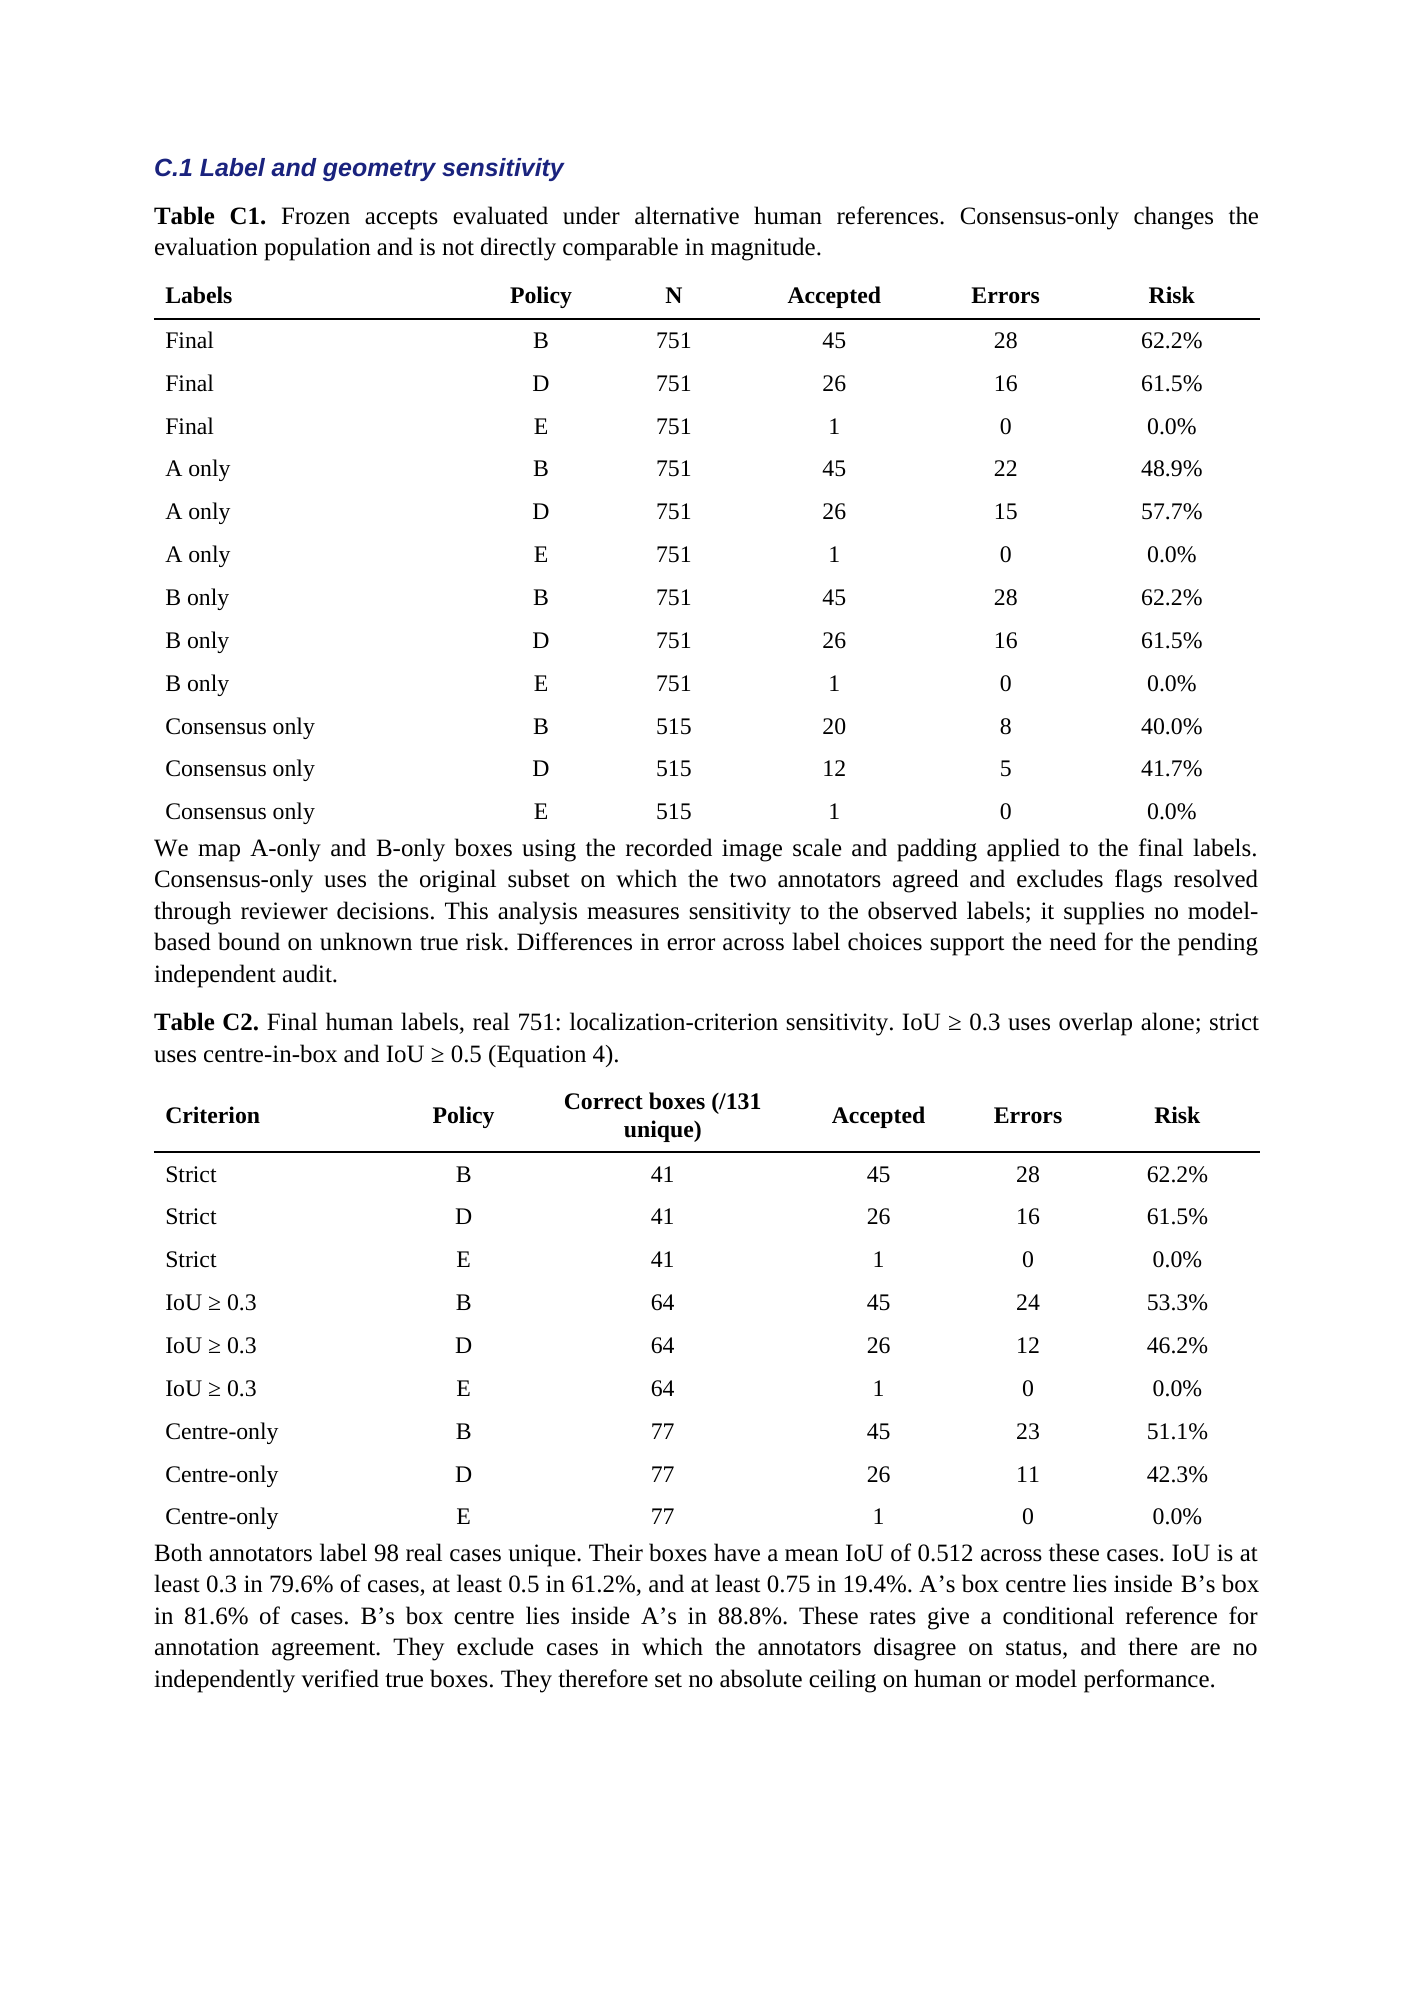 C.1 Label and geometry sensitivity
Table C1. Frozen accepts evaluated under alternative human references. Consensus-only changes the
evaluation population and is not directly comparable in magnitude.
Labels Policy N Accepted Errors Risk
Final B 751 45 28 62.2%
Final D 751 26 16 61.5%
Final E 751 1 0 0.0%
A only B 751 45 22 48.9%
A only D 751 26 15 57.7%
A only E 751 1 0 0.0%
B only B 751 45 28 62.2%
B only D 751 26 16 61.5%
B only E 751 1 0 0.0%
Consensus only B 515 20 8 40.0%
Consensus only D 515 12 5 41.7%
Consensus only E 515 1 0 0.0%
We map A-only and B-only boxes using the recorded image scale and padding applied to the final labels.
Consensus-only uses the original subset on which the two annotators agreed and excludes flags resolved
through reviewer decisions. This analysis measures sensitivity to the observed labels; it supplies no model-
based bound on unknown true risk. Differences in error across label choices support the need for the pending
independent audit.
Table C2. Final human labels, real 751: localization-criterion sensitivity. IoU ≥ 0.3 uses overlap alone; strict
uses centre-in-box and IoU ≥ 0.5 (Equation 4).
Criterion Policy Correct boxes (/131 unique) Accepted Errors Risk
Strict B 41 45 28 62.2%
Strict D 41 26 16 61.5%
Strict E 41 1 0 0.0%
IoU ≥ 0.3 B 64 45 24 53.3%
IoU ≥ 0.3 D 64 26 12 46.2%
IoU ≥ 0.3 E 64 1 0 0.0%
Centre-only B 77 45 23 51.1%
Centre-only D 77 26 11 42.3%
Centre-only E 77 1 0 0.0%
Both annotators label 98 real cases unique. Their boxes have a mean IoU of 0.512 across these cases. IoU is at
least 0.3 in 79.6% of cases, at least 0.5 in 61.2%, and at least 0.75 in 19.4%. A’s box centre lies inside B’s box
in 81.6% of cases. B’s box centre lies inside A’s in 88.8%. These rates give a conditional reference for
annotation agreement. They exclude cases in which the annotators disagree on status, and there are no
independently verified true boxes. They therefore set no absolute ceiling on human or model performance.